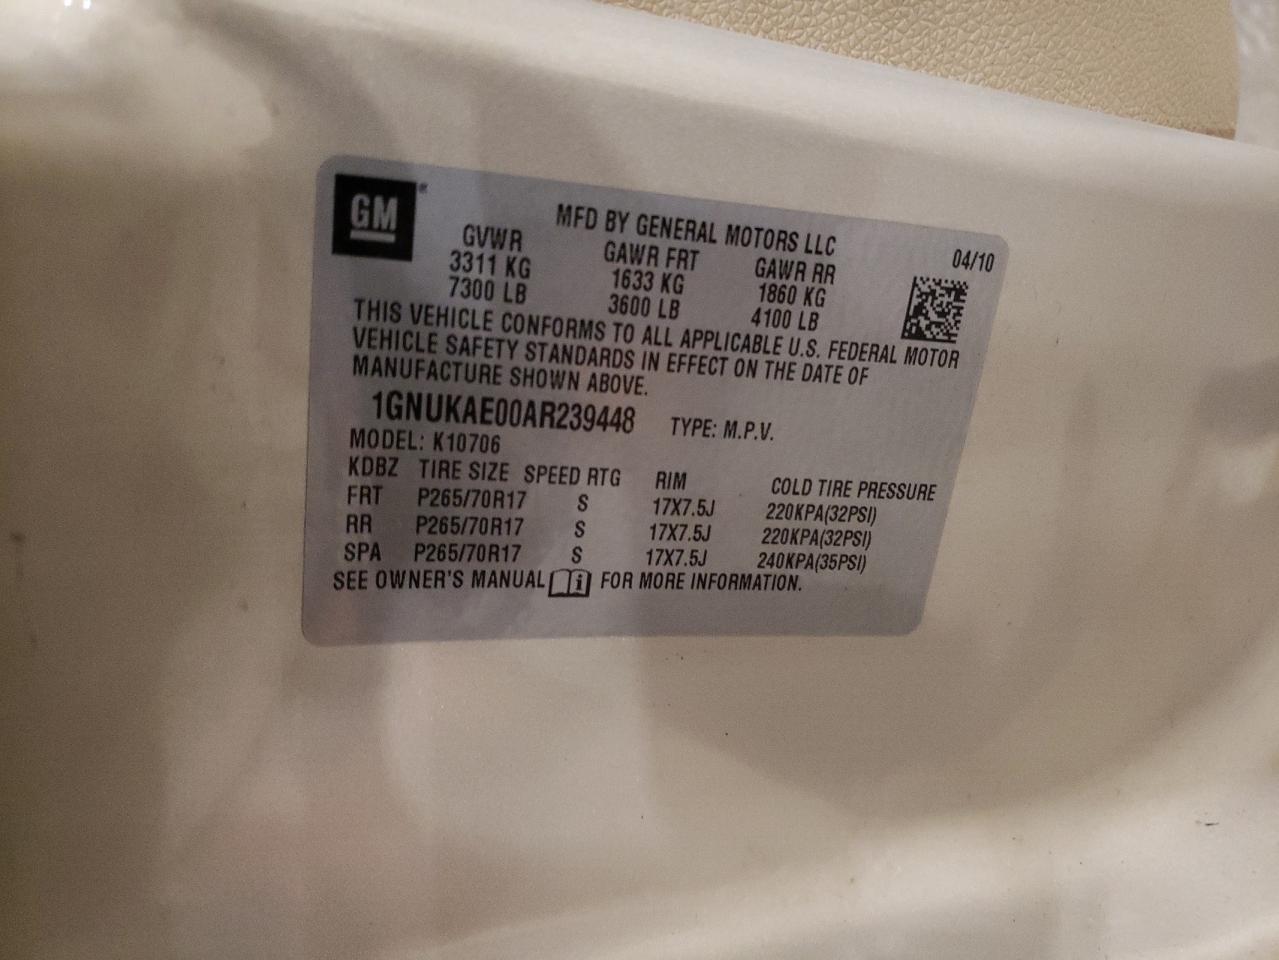 GM®
MFD BY GENERAL MOTORS LLC
04/10
GVWR GAWR FRT GAWR RR
3311 KG 1633 KG 1860 KG
7300 LB 3600 LB 4100 LB
THIS VEHICLE CONFORMS TO ALL APPLICABLE U.S. FEDERAL MOTOR
VEHICLE SAFETY STANDARDS IN EFFECT ON THE DATE OF
MANUFACTURE SHOWN ABOVE.
1GNUKAE00AR239448 TYPE: M.P.V.
MODEL: K10706
KDBZ TIRE SIZE SPEED RTG RIM COLD TIRE PRESSURE
FRT P265/70R17 S 17X7.5J 220KPA(32PSI)
RR P265/70R17 S 17X7.5J 220KPA(32PSI)
SPA P265/70R17 S 17X7.5J 240KPA(35PSI)
SEE OWNER'S MANUAL i FOR MORE INFORMATION.